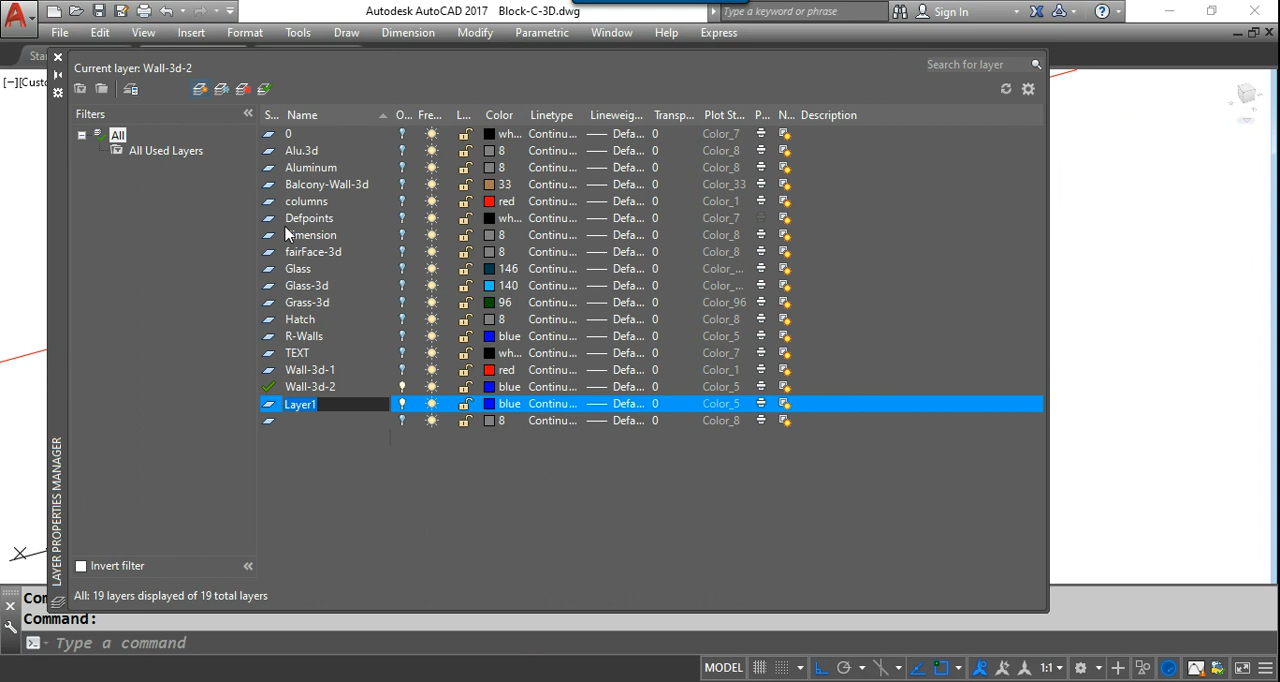 Autodesk AutoCAD 2017 Block-C-3D.dwg
Type a keyword or phrase
Sign In
File Edit View Insert Format Tools Draw Dimension Modify Parametric Window Help Express
Sta
[−][Custo
Current layer: Wall-3d-2
Search for layer
Filters «
All
All Used Layers
S... Name O... Fre... L... Color Linetype Lineweig... Transp... Plot St... P... N... Description
0 wh... Continu... Defa... 0 Color_7
Alu.3d 8 Continu... Defa... 0 Color_8
Aluminum 8 Continu... Defa... 0 Color_8
Balcony-Wall-3d 33 Continu... Defa... 0 Color_33
columns red Continu... Defa... 0 Color_1
Defpoints wh... Continu... Defa... 0 Color_7
mension 8 Continu... Defa... 0 Color_8
fairFace-3d 8 Continu... Defa... 0 Color_8
Glass 146 Continu... Defa... 0 Color_...
Glass-3d 140 Continu... Defa... 0 Color_...
Grass-3d 96 Continu... Defa... 0 Color_96
Hatch 8 Continu... Defa... 0 Color_8
R-Walls blue Continu... Defa... 0 Color_5
TEXT wh... Continu... Defa... 0 Color_7
Wall-3d-1 red Continu... Defa... 0 Color_1
Wall-3d-2 blue Continu... Defa... 0 Color_5
Layer1 blue Continu... Defa... 0 Color_5
8 Continu... Defa... 0 Color_8
LAYER PROPERTIES MANAGER
Invert filter «
All: 19 layers displayed of 19 total layers
Com
Command:
Type a command
MODEL 1:1